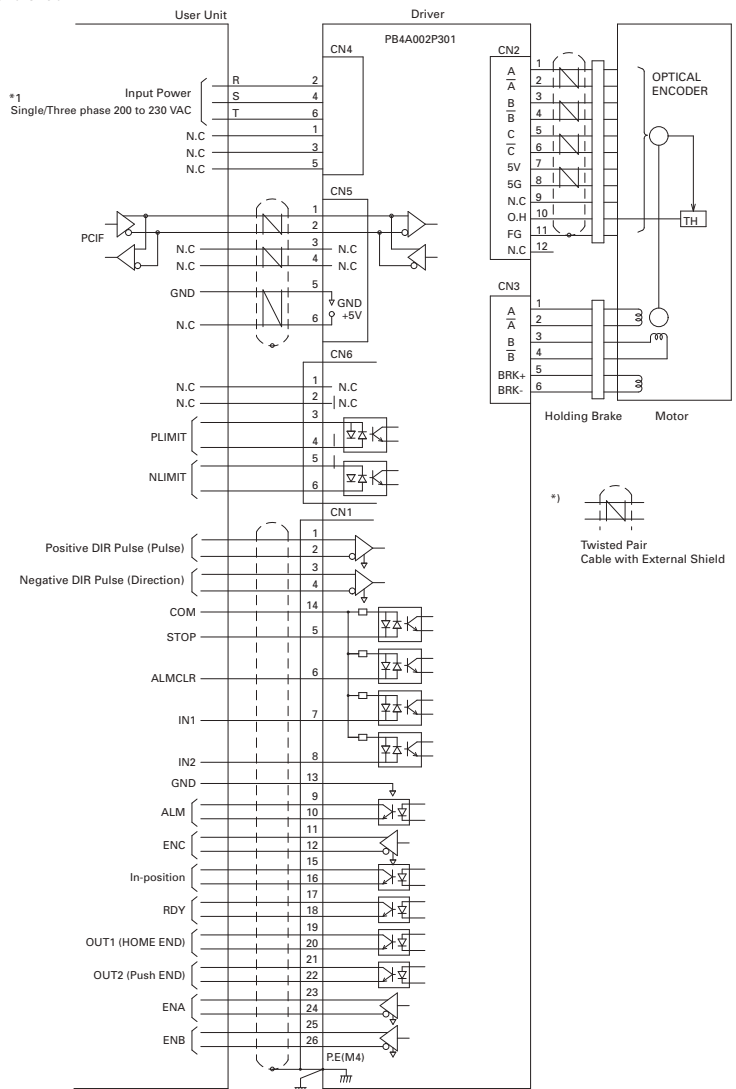 User Unit
Driver
PB4A002P301
CN4
*1
Input Power
Single/Three phase 200 to 230 VAC
R 2
S 4
T 6
N.C 1
N.C 3
N.C 5
CN5
PCIF
1
2
N.C 3 N.C
N.C 4 N.C
GND 5 GND
+5V
N.C 6
CN6
N.C 1 N.C
N.C 2 N.C
PLIMIT
3
4
NLIMIT
5
6
CN1
Positive DIR Pulse (Pulse)
1
2
Negative DIR Pulse (Direction)
3
4
COM 14
STOP 5
ALMCLR 6
IN1 7
IN2 8
GND 13
ALM
9
10
ENC
11
12
In-position
15
16
RDY
17
18
OUT1 (HOME END)
19
20
OUT2 (Push END)
21
22
ENA
23
24
ENB
25
26
P.E(M4)
CN2
A 1
A 2
B 3
B 4
C 5
C 6
5V 7
5G 8
N.C 9
O.H 10
FG 11
N.C 12
OPTICAL
ENCODER
TH
CN3
A 1
A 2
B 3
B 4
BRK+ 5
BRK- 6
Holding Brake
Motor
*)
Twisted Pair
Cable with External Shield